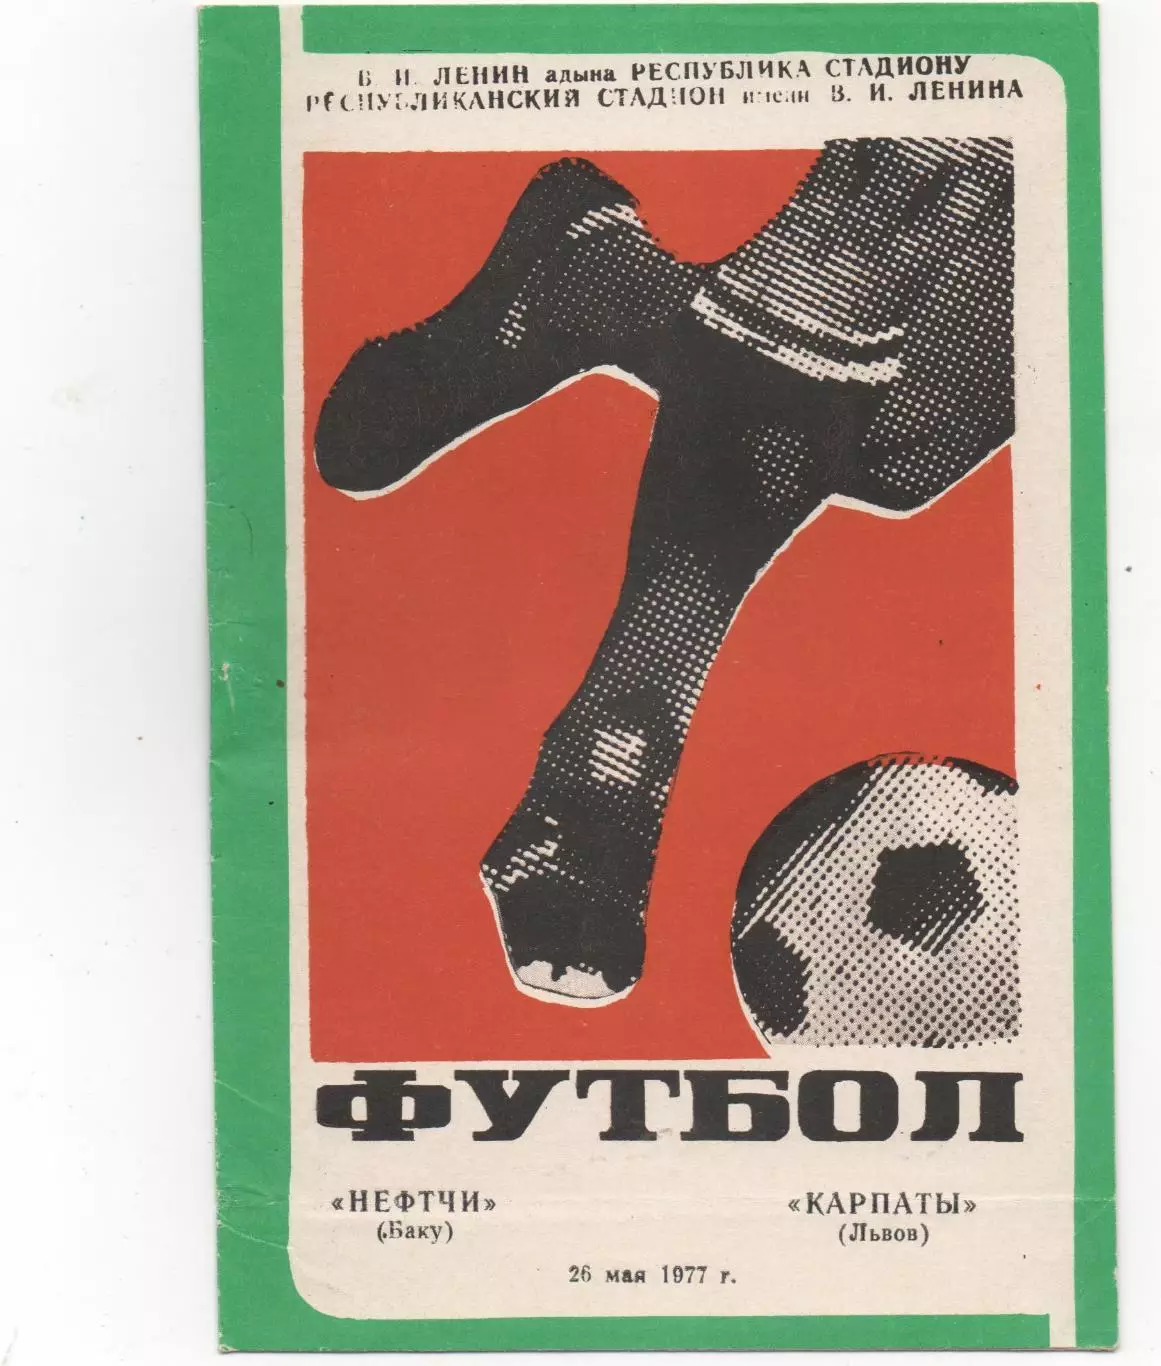 В. И. ЛЕНИН адына РЕСПУБЛИКА СТАДИОНУ
РЕСПУБЛИКАНСКИЙ СТАДИОН имени В. И. ЛЕНИНА
ФУТБОЛ
«НЕФТЧИ» «КАРПАТЫ»
(Баку) (Львов)
26 мая 1977 г.